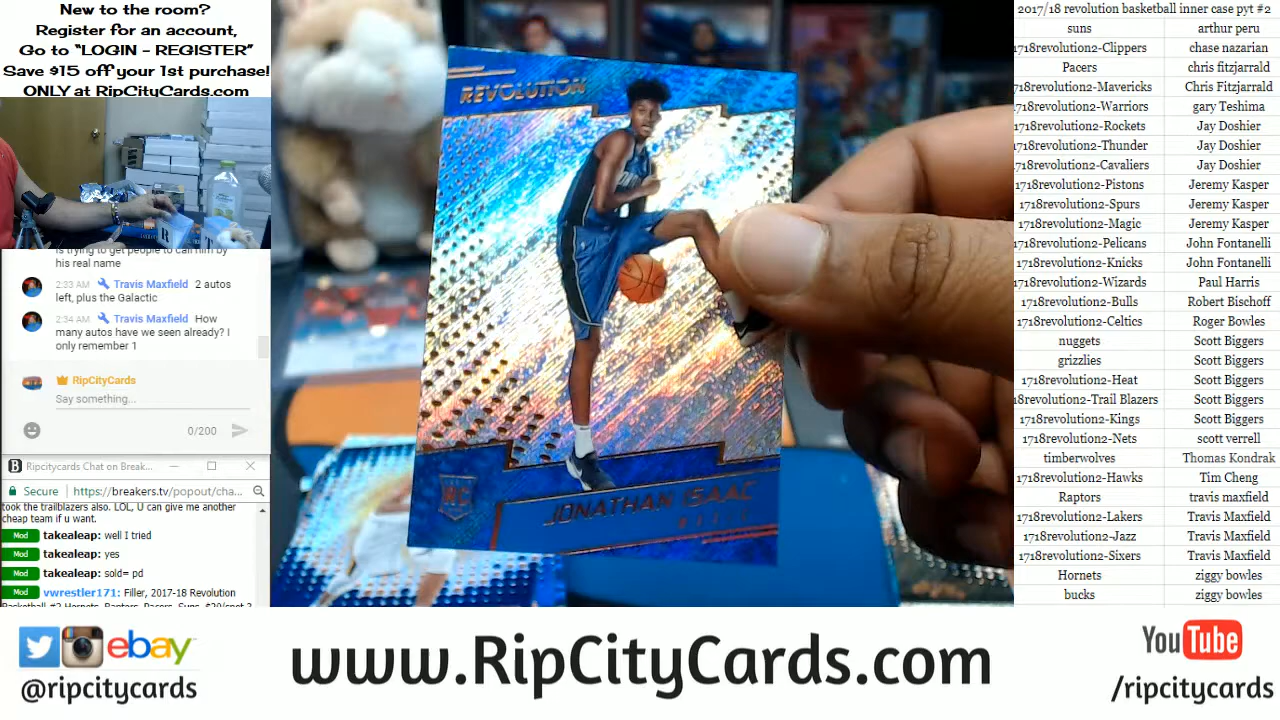 New to the room?
Register for an account,
Go to “LOGIN - REGISTER”
Save $15 off your 1st purchase!
ONLY at RipCityCards.com
is trying to get people to call him by
his real name
2:33 AM Travis Maxfield 2 autos
left, plus the Galactic
2:34 AM Travis Maxfield How
many autos have we seen already? I
only remember 1
RipCityCards
Say something...
0/200
Ripcitycards Chat on Break...
Secure https://breakers.tv/popout/cha...
took the trailblazers also. LOL, U can give me another
cheap team if u want.
Mod takealeap: well I tried
Mod takealeap: yes
Mod takealeap: sold= pd
Mod vwrestler171: Filler, 2017-18 Revolution
Basketball #2 Hornets, Raptors, Pacers, Suns, $20/spot 3
REVOLUTION
RC
JONATHAN ISAAC
MAGIC
2017/18 revolution basketball inner case pyt #2
suns arthur peru
1718revolution2-Clippers chase nazarian
Pacers chris fitzjarrald
1718revolution2-Mavericks Chris Fitzjarrald
1718revolution2-Warriors gary Teshima
1718revolution2-Rockets Jay Doshier
1718revolution2-Thunder Jay Doshier
1718revolution2-Cavaliers Jay Doshier
1718revolution2-Pistons Jeremy Kasper
1718revolution2-Spurs Jeremy Kasper
1718revolution2-Magic Jeremy Kasper
1718revolution2-Pelicans John Fontanelli
1718revolution2-Knicks John Fontanelli
1718revolution2-Wizards Paul Harris
1718revolution2-Bulls Robert Bischoff
1718revolution2-Celtics Roger Bowles
nuggets Scott Biggers
grizzlies Scott Biggers
1718revolution2-Heat Scott Biggers
1718revolution2-Trail Blazers Scott Biggers
1718revolution2-Kings Scott Biggers
1718revolution2-Nets scott verrell
timberwolves Thomas Kondrak
1718revolution2-Hawks Tim Cheng
Raptors travis maxfield
1718revolution2-Lakers Travis Maxfield
1718revolution2-Jazz Travis Maxfield
1718revolution2-Sixers Travis Maxfield
Hornets ziggy bowles
bucks ziggy bowles
ebay
@ripcitycards
www.RipCityCards.com
YouTube
/ripcitycards